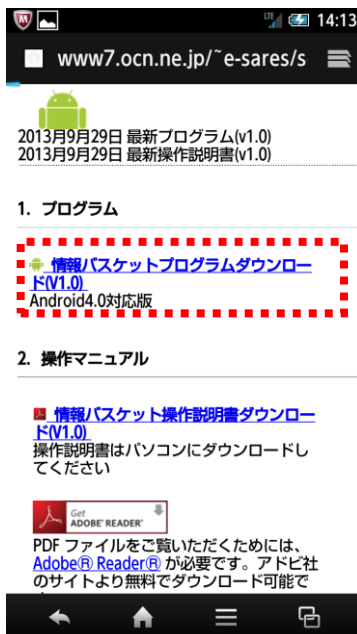 LTE 14:13
www7.ocn.ne.jp/~e-sares/s
2013月9月29日 最新プログラム(v1.0)
2013月9月29日 最新操作説明書(v1.0)
1. プログラム
情報バスケットプログラムダウンロー
ド(V1.0)
Android4.0対応版
2. 操作マニュアル
情報バスケット操作説明書ダウンロー
ド(V1.0)
操作説明書はパソコンにダウンロードし
てください
Get
ADOBE® READER®
PDF ファイルをご覧いただくためには、
Adobe® Reader® が必要です。アドビ社
のサイトより無料でダウンロード可能で